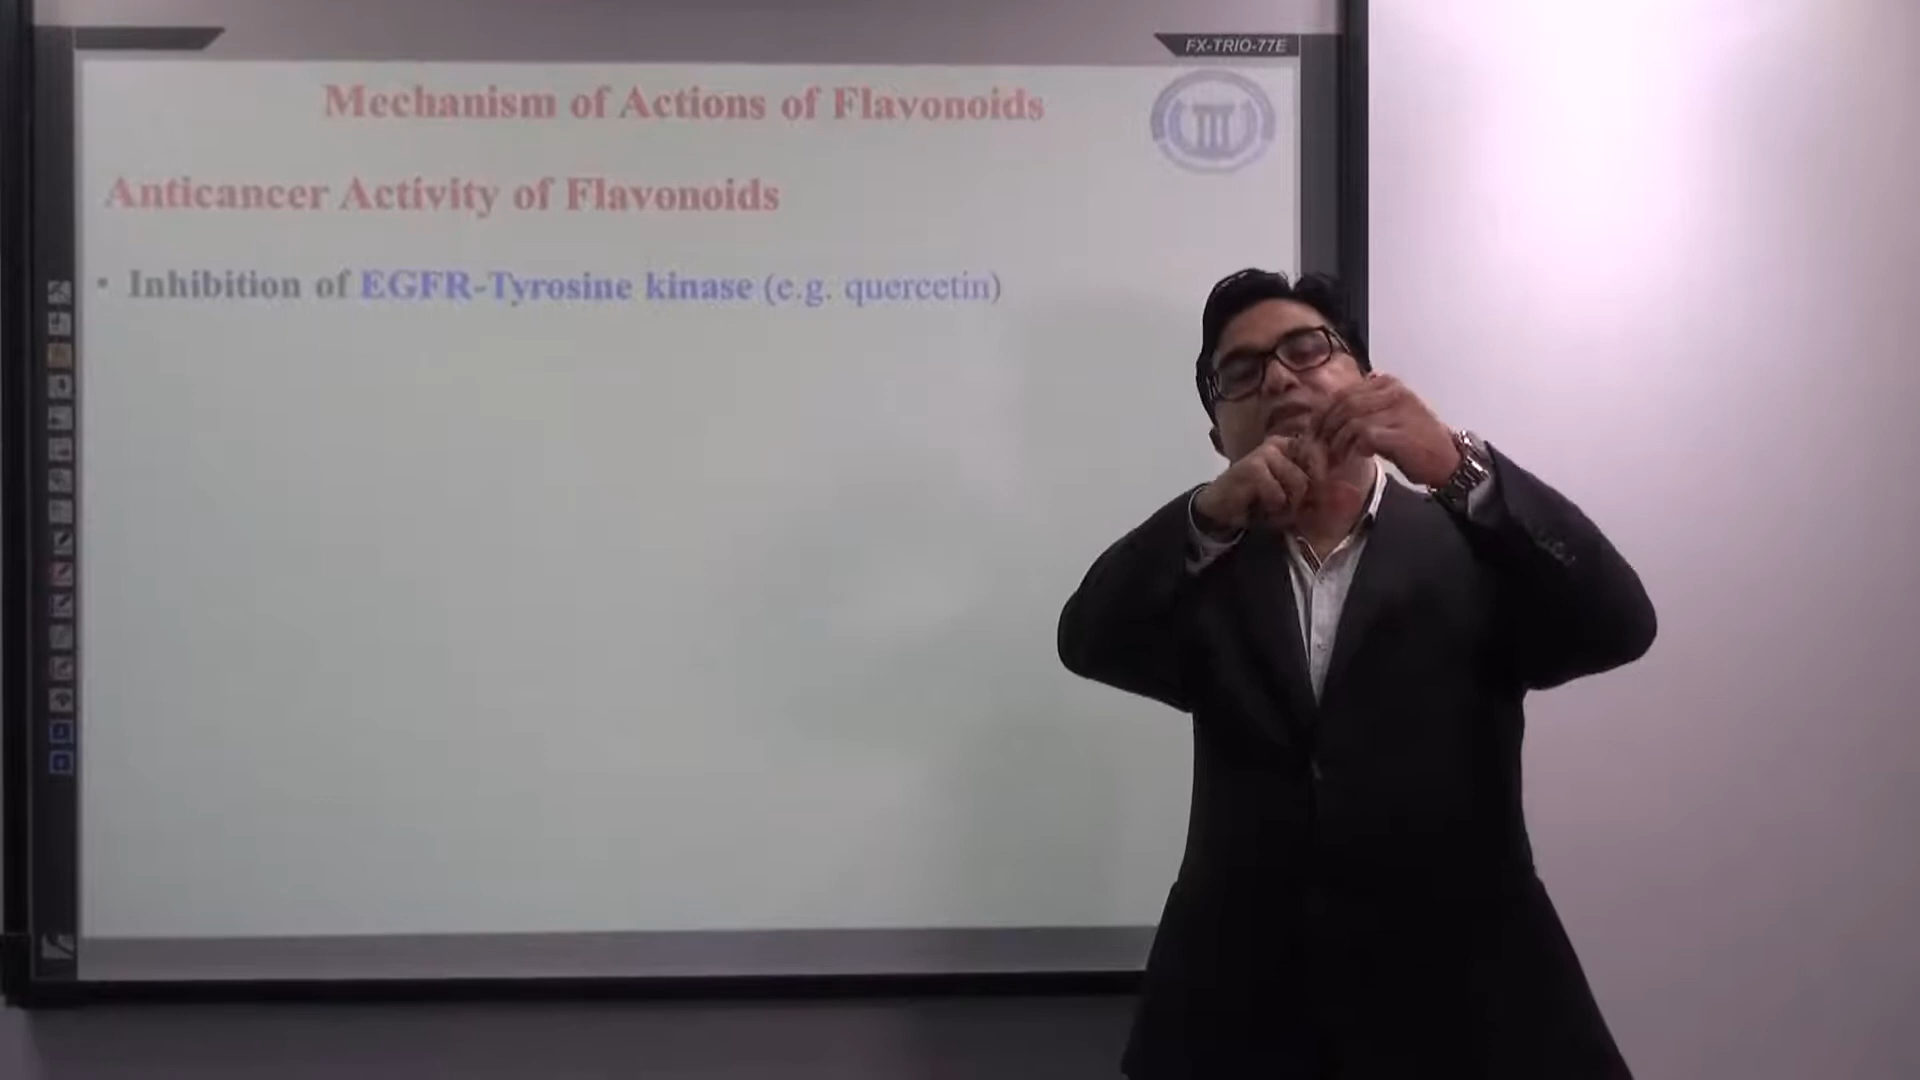 FX-TRIO-77E
Mechanism of Actions of Flavonoids
Anticancer Activity of Flavonoids
• Inhibition of EGFR-Tyrosine kinase (e.g. quercetin)